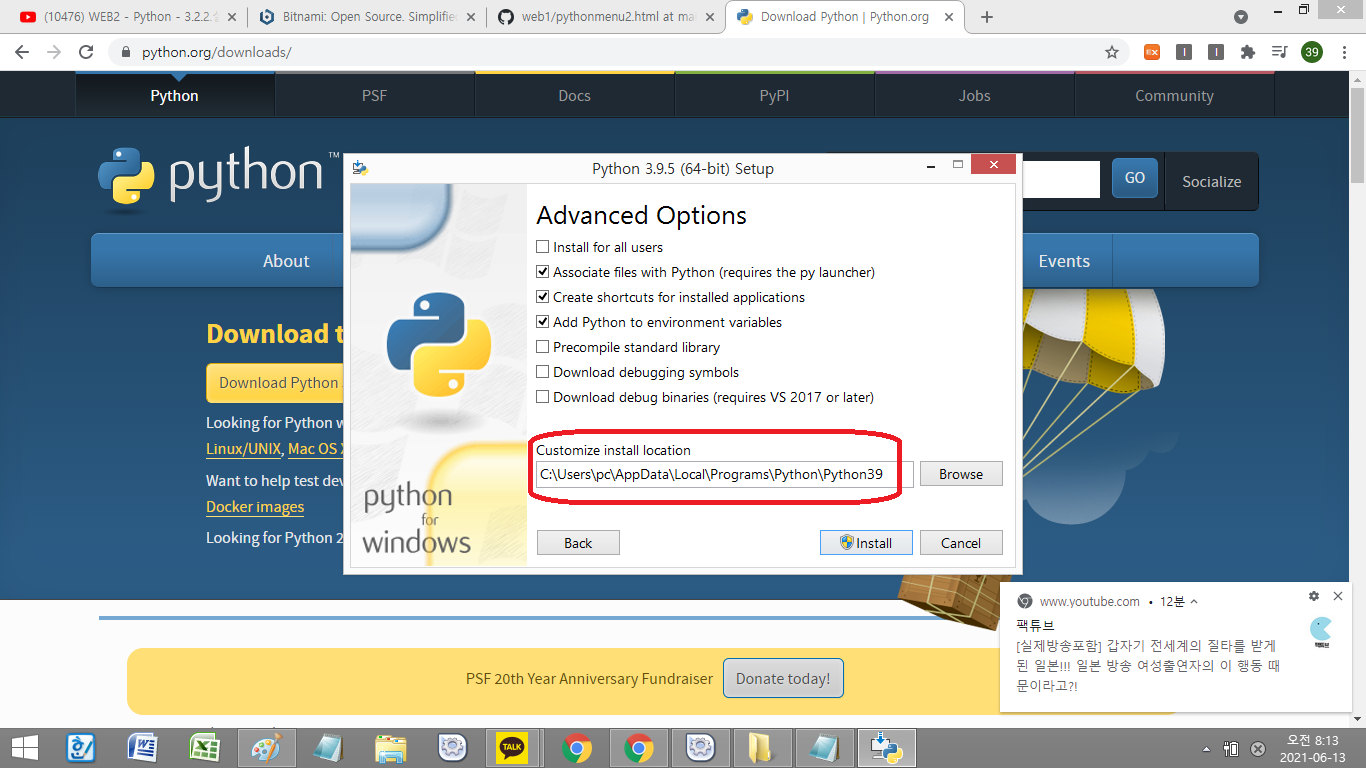 (10476) WEB2 - Python - 3.2.2.
Bitnami: Open Source. Simplifie
web1/pythonmenu2.html at ma
Download Python | Python.org
python.org/downloads/
39
Python
PSF
Docs
PyPI
Jobs
Community
python™
GO
Socialize
About
Events
Download t
Download Python
Looking for Python w
Linux/UNIX, Mac OS X
Want to help test dev
Docker images
Looking for Python 2
Python 3.9.5 (64-bit) Setup
Advanced Options
Install for all users
Associate files with Python (requires the py launcher)
Create shortcuts for installed applications
Add Python to environment variables
Precompile standard library
Download debugging symbols
Download debug binaries (requires VS 2017 or later)
Customize install location
C:\Users\pc\AppData\Local\Programs\Python\Python39
Browse
python
for
windows
Back
Install
Cancel
www.youtube.com • 12분
팩튜브
[실제방송포함] 갑자기 전세계의 질타를 받게
된 일본!!! 일본 방송 여성출연자의 이 행동 때
문이라고?!
팩튜브
PSF 20th Year Anniversary Fundraiser
Donate today!
TALK
오전 8:13
2021-06-13